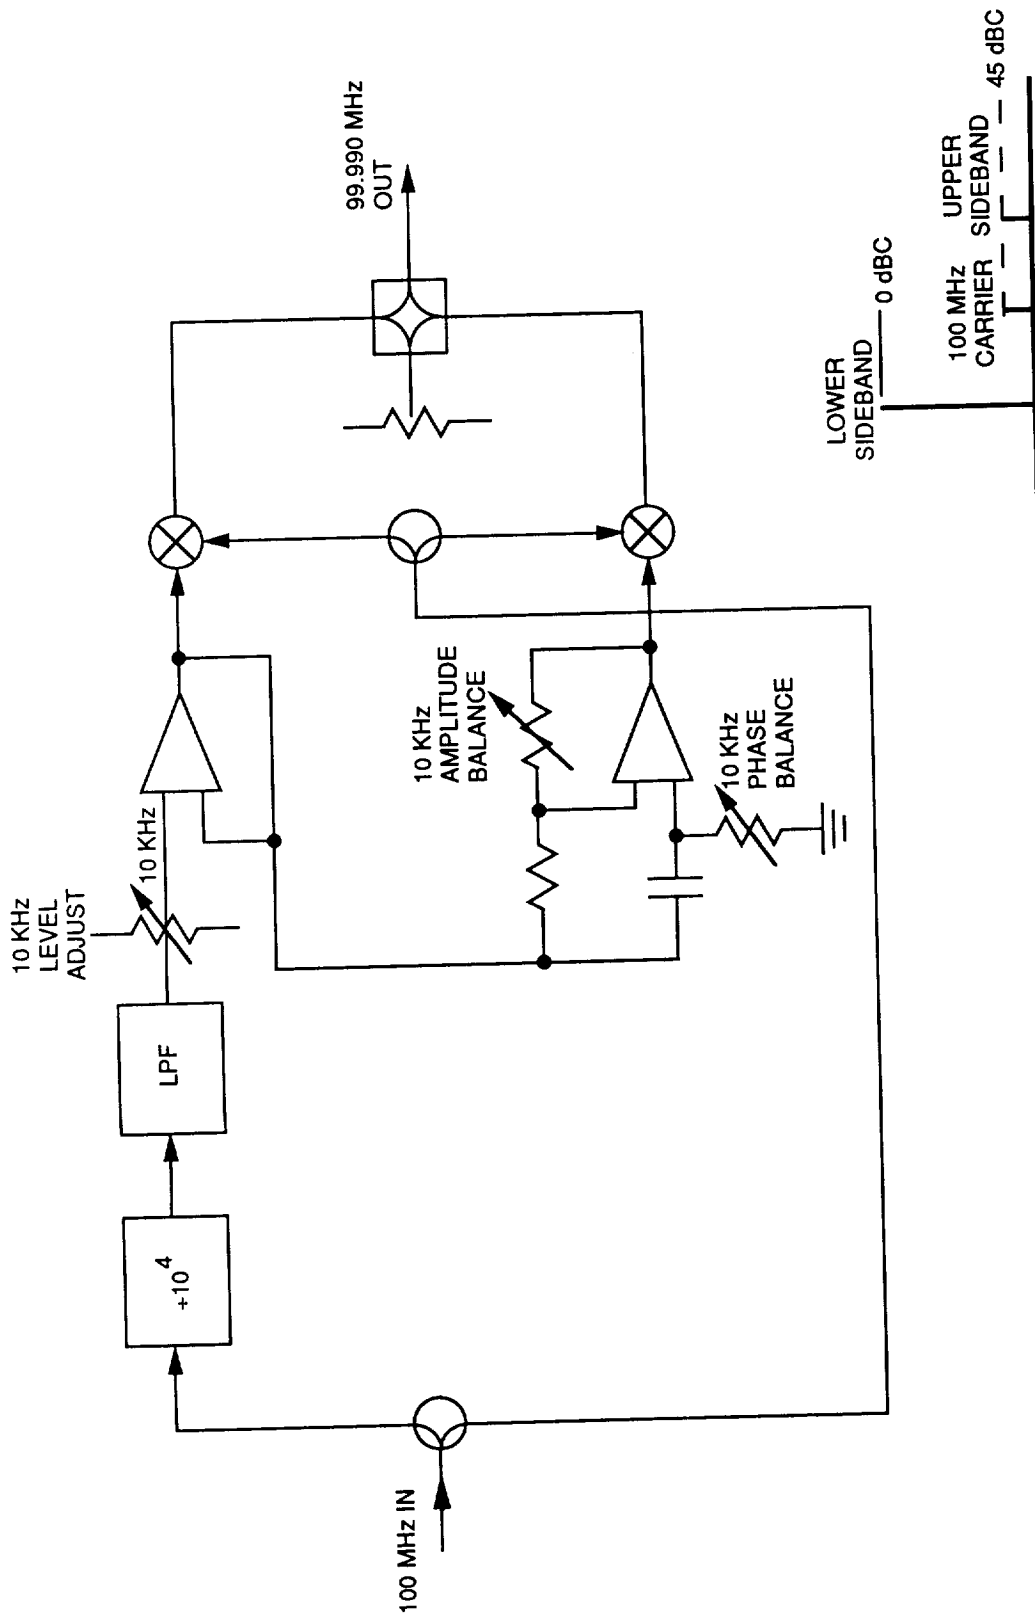 100 MHz IN
+10⁴
LPF
10 KHz
LEVEL
ADJUST
10 KHz
10 KHz
AMPLITUDE
BALANCE
10 KHz
PHASE
BALANCE
99.990 MHz
OUT
LOWER
SIDEBAND
0 dBC
100 MHz
CARRIER
UPPER
SIDEBAND
45 dBC